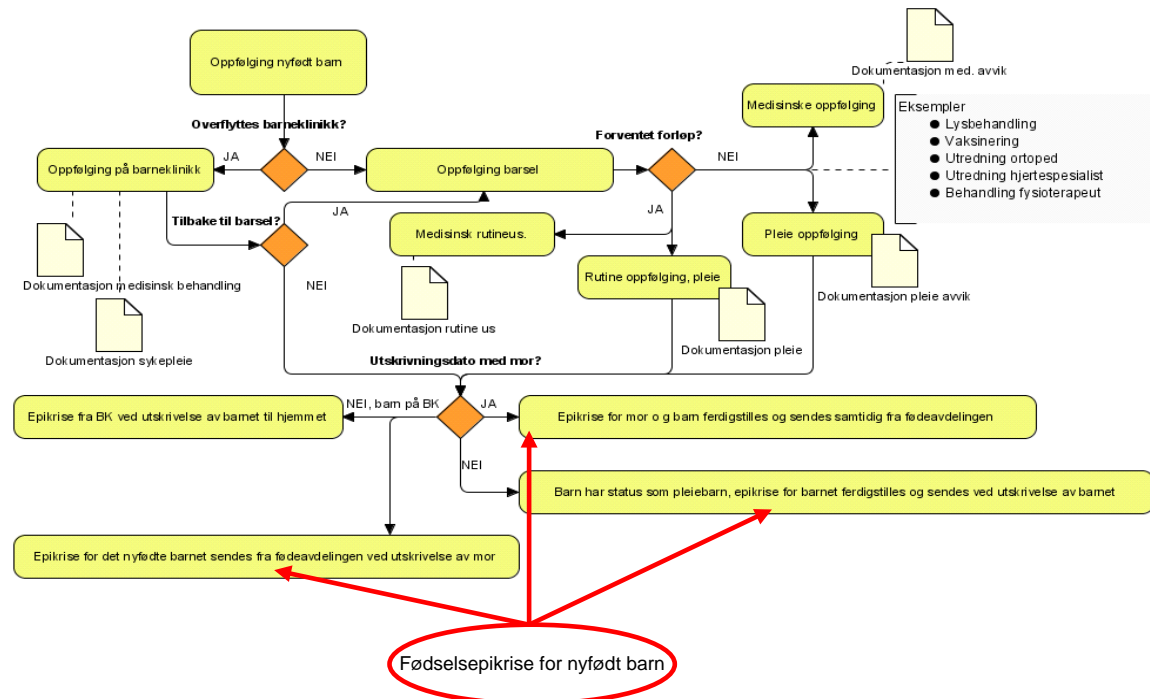 Oppfølging nyfødt barn
Dokumentasjon med. avvik
Overflyttes barneklinikk?
Forventet forløp?
Medisinske oppfølging
Eksempler
● Lysbehandling
● Vaksinering
● Utredning ortoped
● Utredning hjertespesialist
● Behandling fysioterapeut
JA
NEI
Oppfølging på barneklinikk
Oppfølging barsel
NEI
Tilbake til barsel?
JA
JA
Medisinsk rutineus.
Pleie oppfølging
NEI
Rutine oppfølging, pleie
Dokumentasjon medisinsk behandling
Dokumentasjon pleie avvik
Dokumentasjon rutine us
Dokumentasjon pleie
Dokumentasjon sykepleie
Utskrivningsdato med mor?
NEI, barn på BK
JA
Epikrise fra BK ved utskrivelse av barnet til hjemmet
Epikrise for mor o g barn ferdigstilles og sendes samtidig fra fødeavdelingen
NEI
Barn har status som pleiebarn, epikrise for barnet ferdigstilles og sendes ved utskrivelse av barnet
Epikrise for det nyfødte barnet sendes fra fødeavdelingen ved utskrivelse av mor
Fødselsepikrise for nyfødt barn